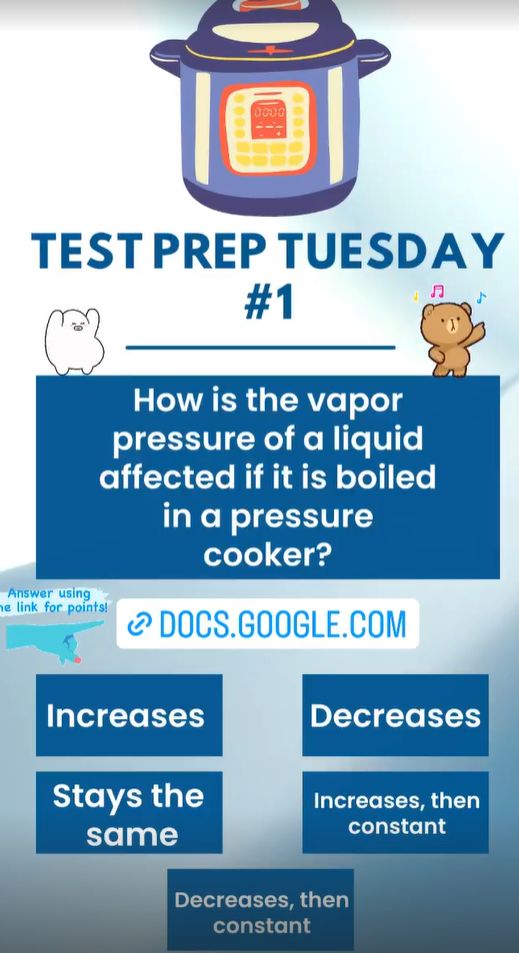 0000
TEST PREP TUESDAY
#1
How is the vapor
pressure of a liquid
affected if it is boiled
in a pressure
cooker?
Answer using
he link for points!
DOCS.GOOGLE.COM
Increases
Decreases
Stays the
same
Increases, then
constant
Decreases, then
constant